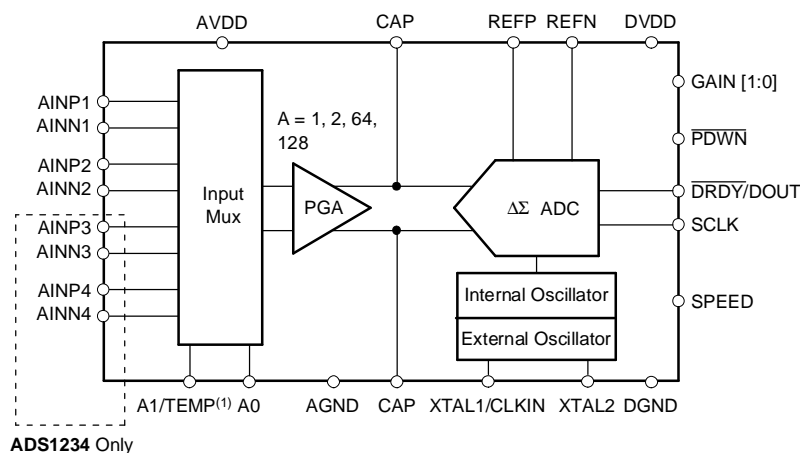 AVDD CAP REFP REFN DVDD
AINP1
AINN1
AINP2
AINN2
AINP3
AINN3
AINP4
AINN4
Input
Mux
A = 1, 2, 64,
128
PGA
ΔΣ ADC
Internal Oscillator
External Oscillator
GAIN [1:0]
PDWN
DRDY/DOUT
SCLK
SPEED
A1/TEMP(1) A0 AGND CAP XTAL1/CLKIN XTAL2 DGND
ADS1234 Only